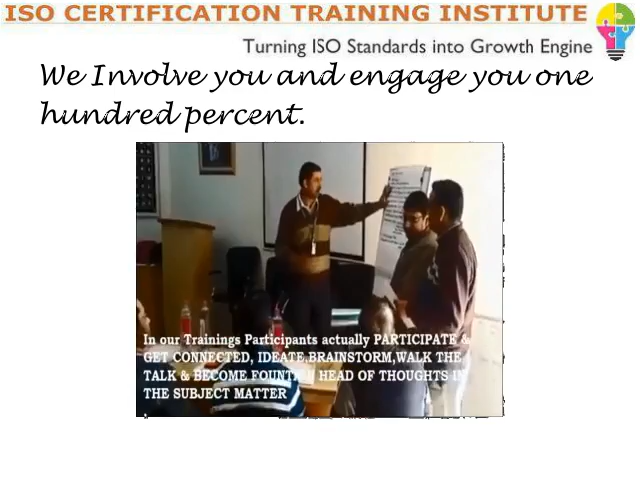 ISO CERTIFICATION TRAINING INSTITUTE
Turning ISO Standards into Growth Engine
We Involve you and engage you one
hundred percent.
In our Trainings Participants actually PARTICIPATE &
GET CONNECTED, IDEATE,BRAINSTORM,WALK THE
TALK & BECOME FOUNTAIN HEAD OF THOUGHTS IN
THE SUBJECT MATTER